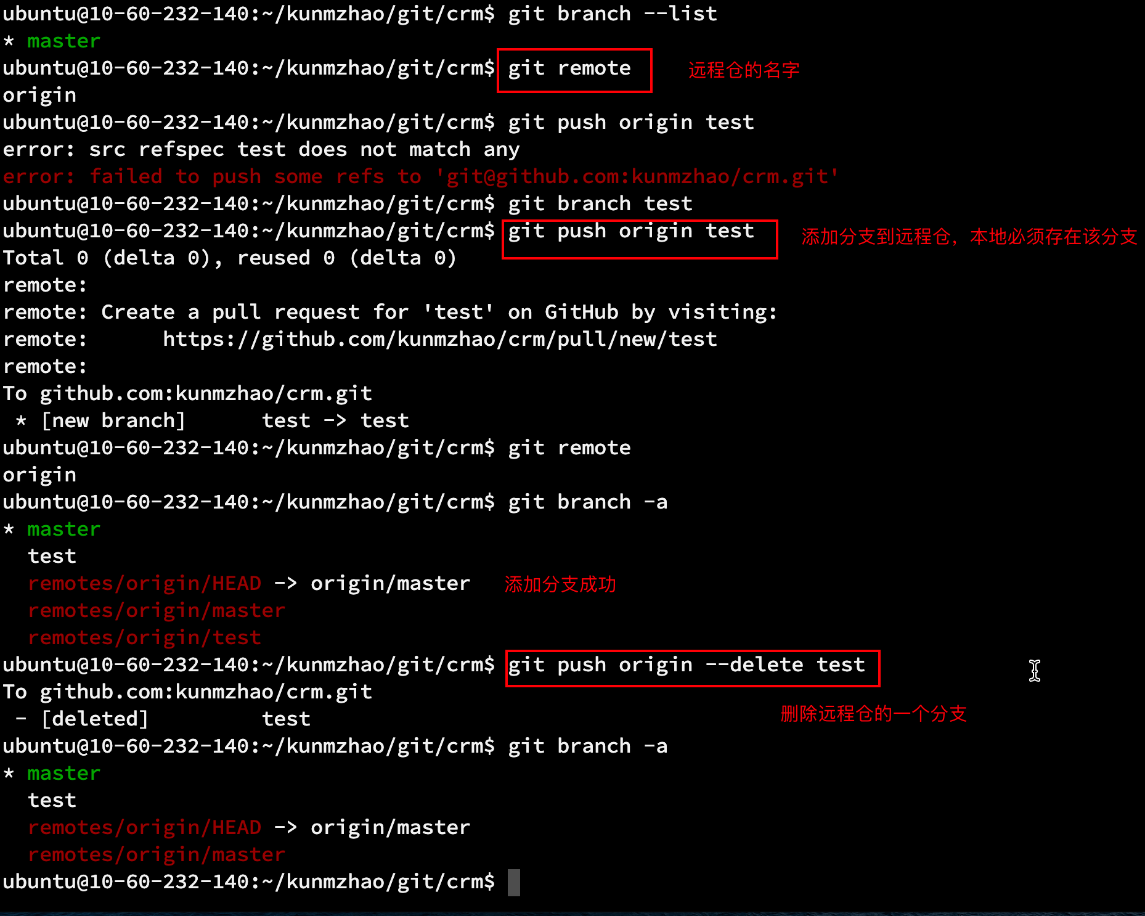 ubuntu@10-60-232-140:~/kunmzhao/git/crm$ git branch --list
* master
ubuntu@10-60-232-140:~/kunmzhao/git/crm$ git remote 远程仓的名字
origin
ubuntu@10-60-232-140:~/kunmzhao/git/crm$ git push origin test
error: src refspec test does not match any
error: failed to push some refs to 'git@github.com:kunmzhao/crm.git'
ubuntu@10-60-232-140:~/kunmzhao/git/crm$ git branch test
ubuntu@10-60-232-140:~/kunmzhao/git/crm$ git push origin test 添加分支到远程仓，本地必须存在该分支
Total 0 (delta 0), reused 0 (delta 0)
remote:
remote: Create a pull request for 'test' on GitHub by visiting:
remote:      https://github.com/kunmzhao/crm/pull/new/test
remote:
To github.com:kunmzhao/crm.git
 * [new branch]      test -> test
ubuntu@10-60-232-140:~/kunmzhao/git/crm$ git remote
origin
ubuntu@10-60-232-140:~/kunmzhao/git/crm$ git branch -a
* master
  test
  remotes/origin/HEAD -> origin/master 添加分支成功
  remotes/origin/master
  remotes/origin/test
ubuntu@10-60-232-140:~/kunmzhao/git/crm$ git push origin --delete test
To github.com:kunmzhao/crm.git
 - [deleted]         test 删除远程仓的一个分支
ubuntu@10-60-232-140:~/kunmzhao/git/crm$ git branch -a
* master
  test
  remotes/origin/HEAD -> origin/master
  remotes/origin/master
ubuntu@10-60-232-140:~/kunmzhao/git/crm$